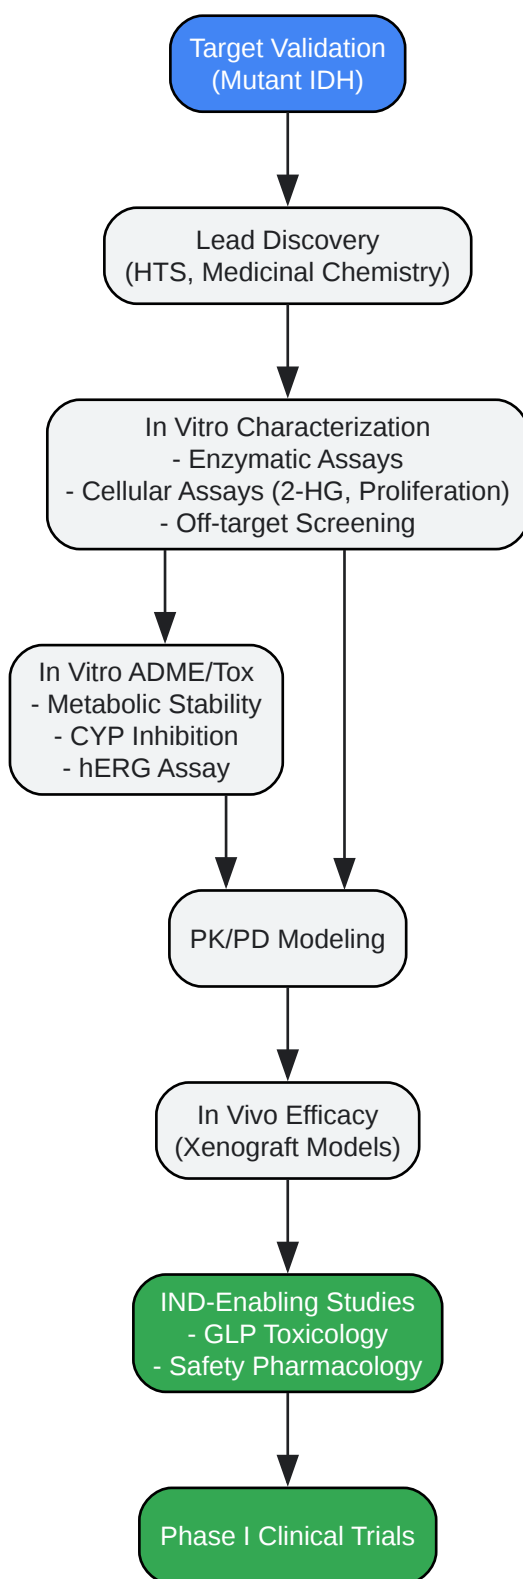 Target Validation
(Mutant IDH)
Lead Discovery
(HTS, Medicinal Chemistry)
In Vitro Characterization
- Enzymatic Assays
- Cellular Assays (2-HG, Proliferation)
- Off-target Screening
In Vitro ADME/Tox
- Metabolic Stability
- CYP Inhibition
- hERG Assay
PK/PD Modeling
In Vivo Efficacy
(Xenograft Models)
IND-Enabling Studies
- GLP Toxicology
- Safety Pharmacology
Phase I Clinical Trials